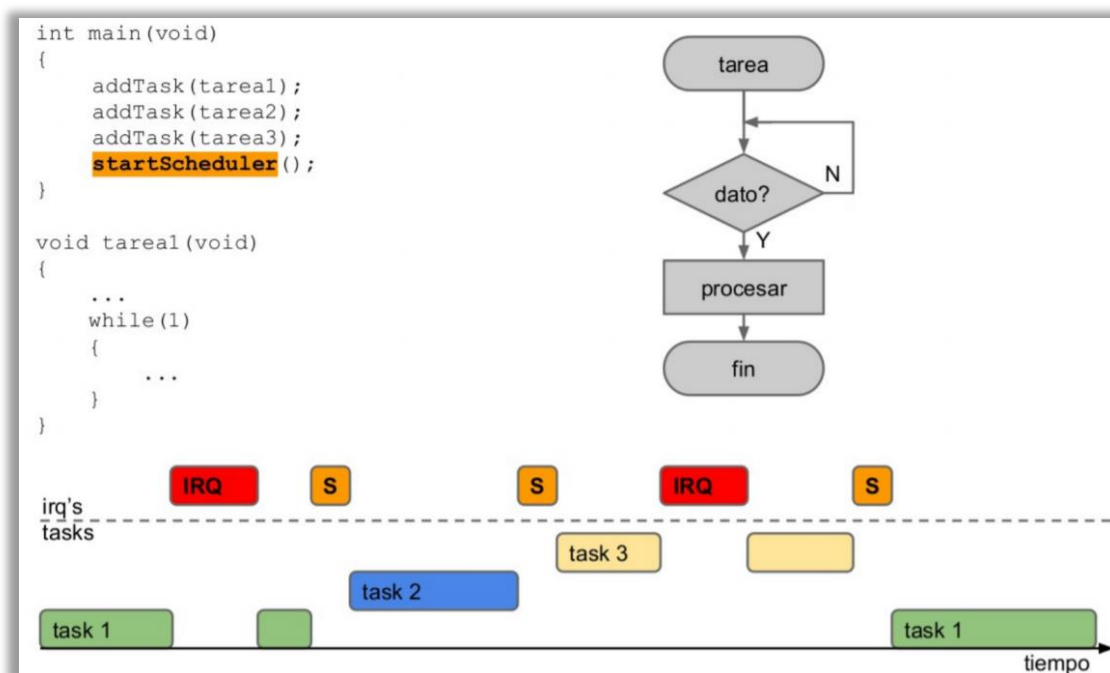 int main(void)
{
addTask(tarea1);
addTask(tarea2);
addTask(tarea3);
startScheduler();
}
void tarea1(void)
{
...
while(1)
{
...
}
}
tarea
dato?
N
Y
procesar
fin
IRQ
S
S
IRQ
S
irq's
tasks
task 3
task 2
task 1
task 1
tiempo